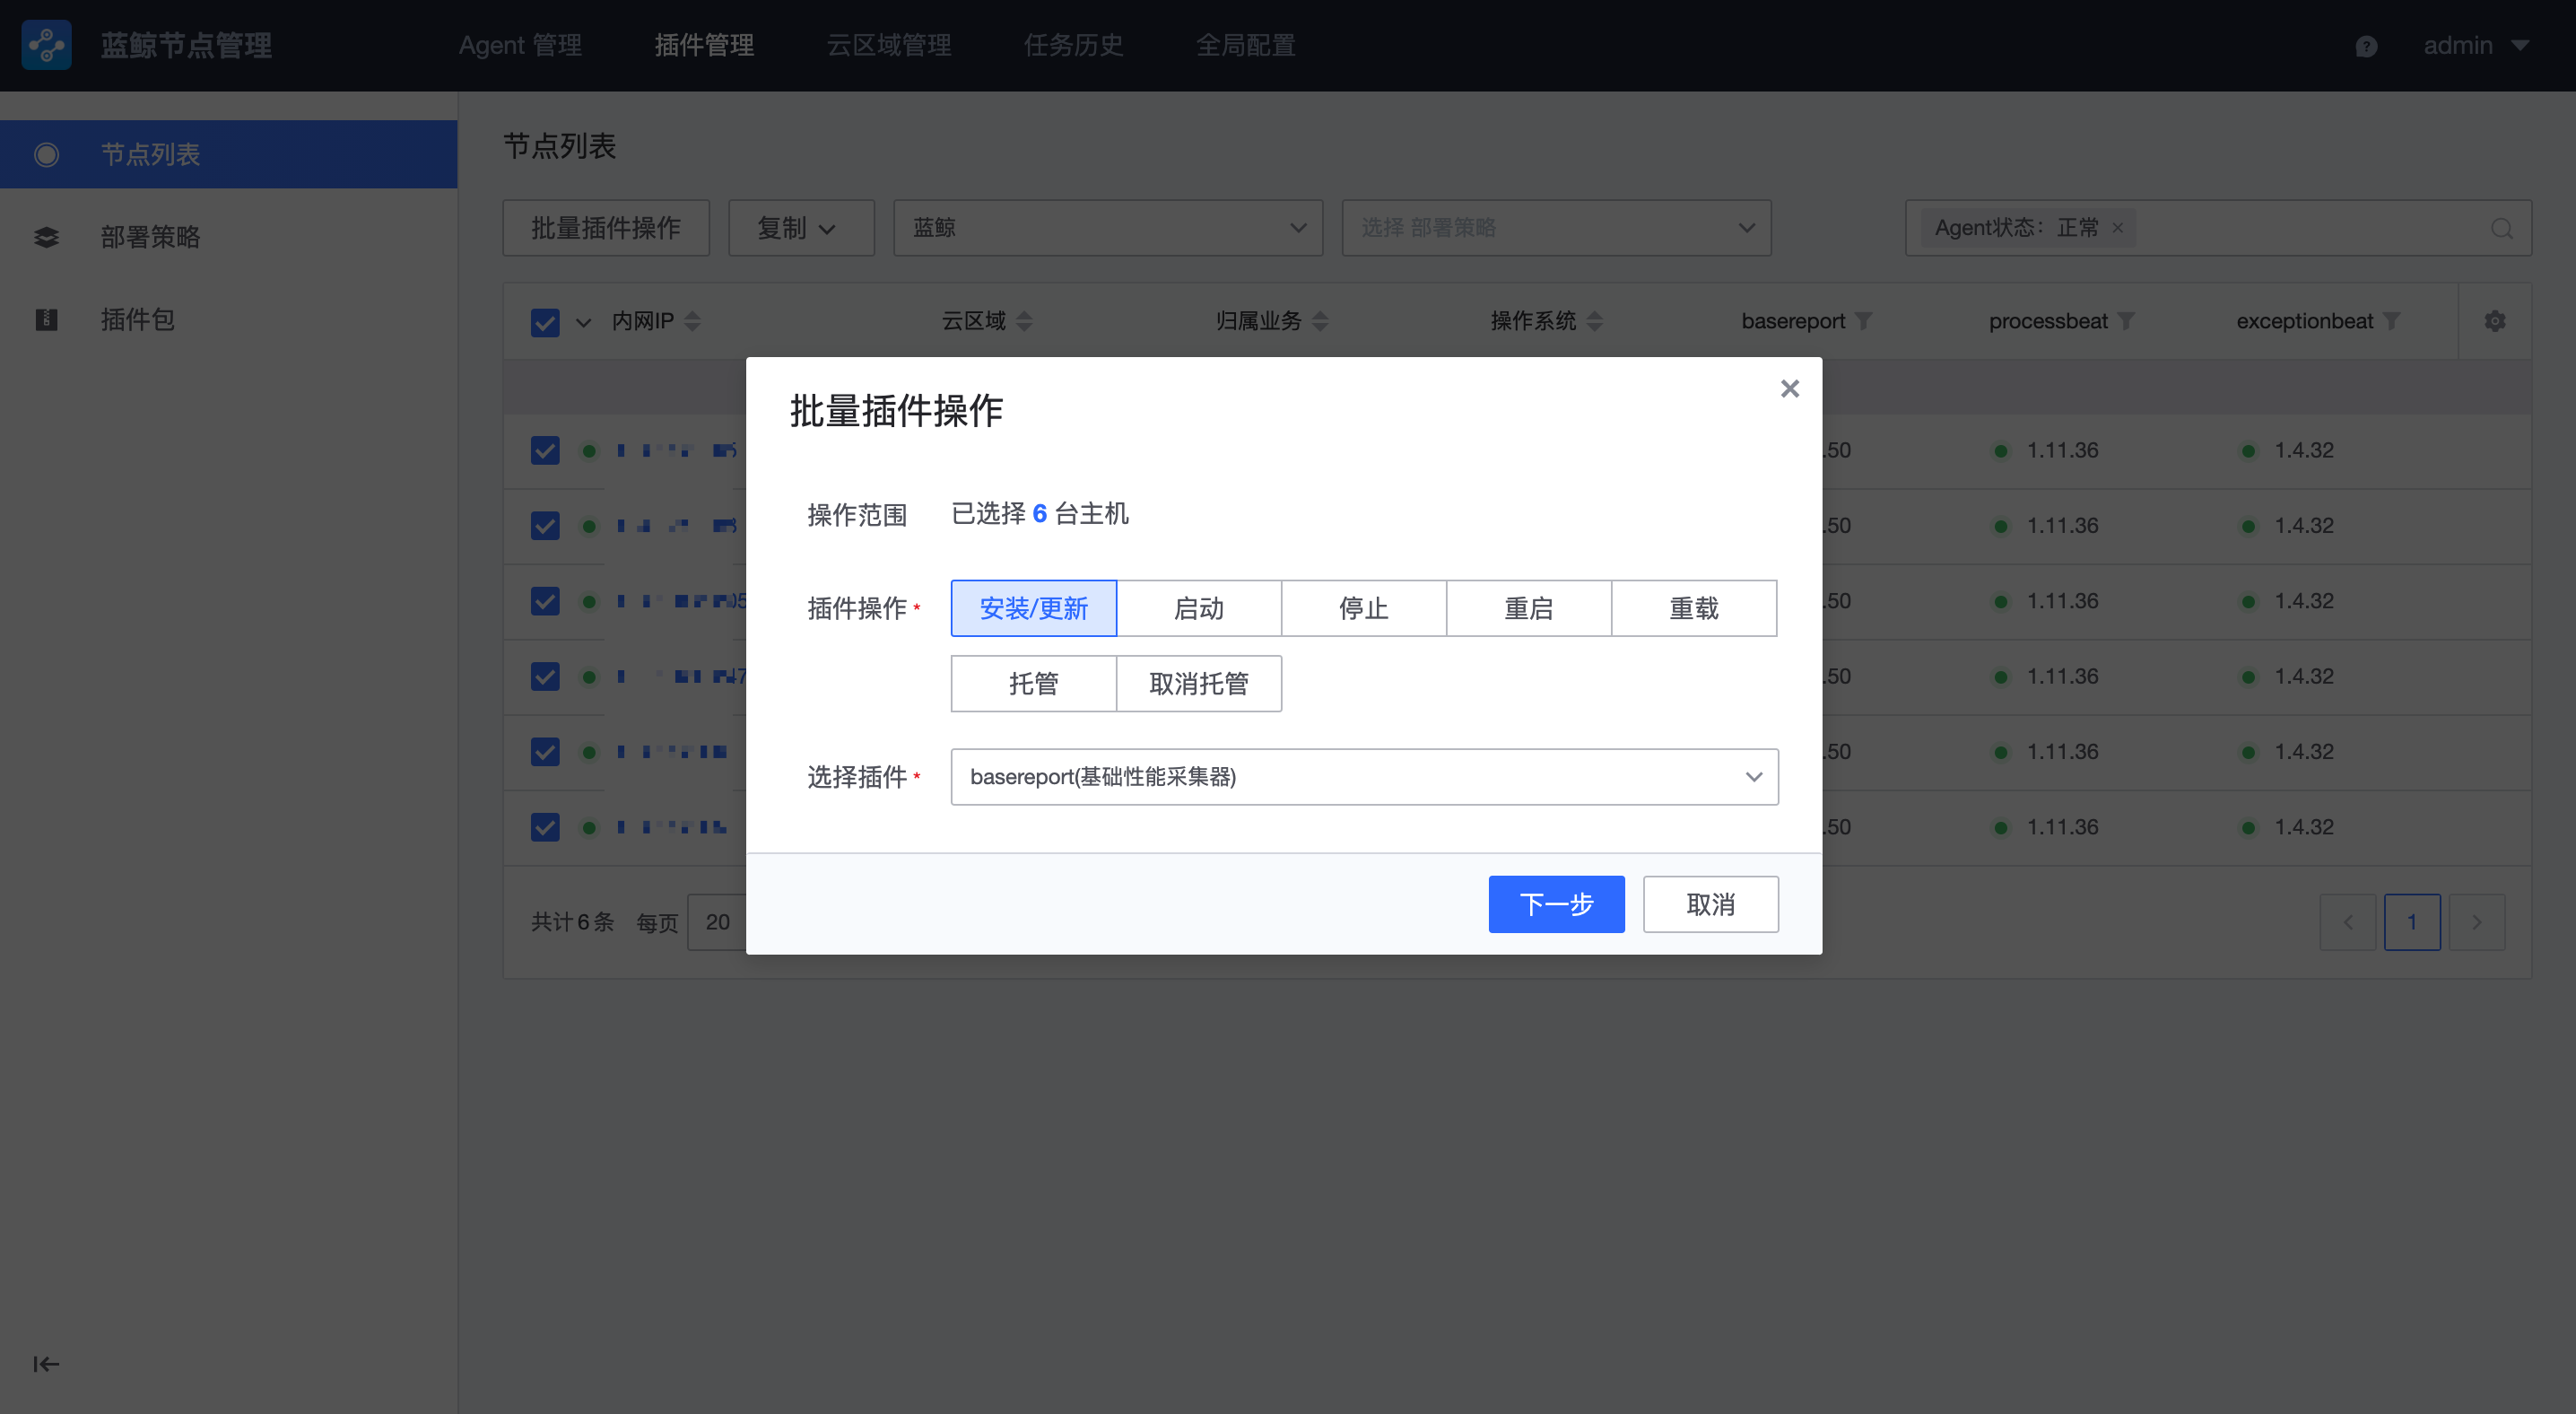 蓝鲸节点管理 Agent 管理 插件管理 云区域管理 任务历史 全局配置 admin
节点列表
部署策略
插件包
节点列表
批量插件操作 复制 蓝鲸 选择 部署策略 Agent状态：正常 ×
内网IP 云区域 归属业务 操作系统 basereport processbeat exceptionbeat
.50 1.11.36 1.4.32
.50 1.11.36 1.4.32
.50 1.11.36 1.4.32
.50 1.11.36 1.4.32
.50 1.11.36 1.4.32
.50 1.11.36 1.4.32
共计 6 条 每页 20 1
批量插件操作
操作范围 已选择 6 台主机
插件操作 * 安装/更新 启动 停止 重启 重载
托管 取消托管
选择插件 * basereport(基础性能采集器)
下一步 取消